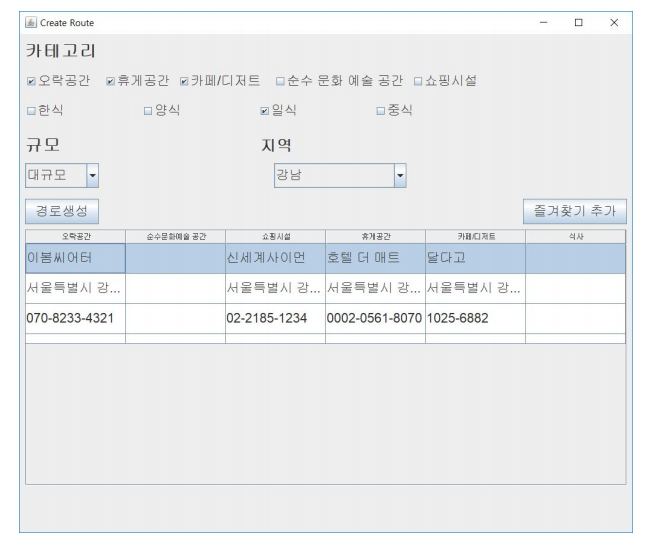 Create Route
카테고리
오락공간 휴게공간 카페/디저트 순수 문화 예술 공간 쇼핑시설
한식 양식 일식 중식
규모 지역
대규모 강남
경로생성 즐겨찾기 추가
오락공간 순수문화예술 공간 쇼핑시설 휴게공간 카페/디저트 식사
이봄씨어터 신세계사이먼 호텔 더 매트 달다고
서울특별시 강... 서울특별시 강... 서울특별시 강... 서울특별시 강...
070-8233-4321 02-2185-1234 0002-0561-8070 1025-6882